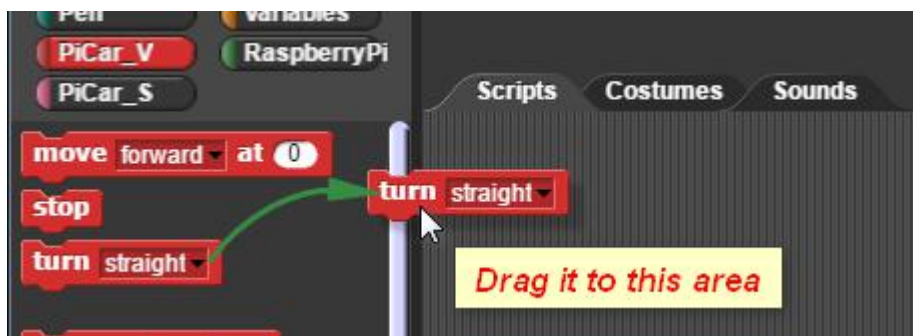 Pen
Variables
PiCar_V
RaspberryPi
PiCar_S
Scripts
Costumes
Sounds
move forward at 0
stop
turn straight
turn straight
Drag it to this area